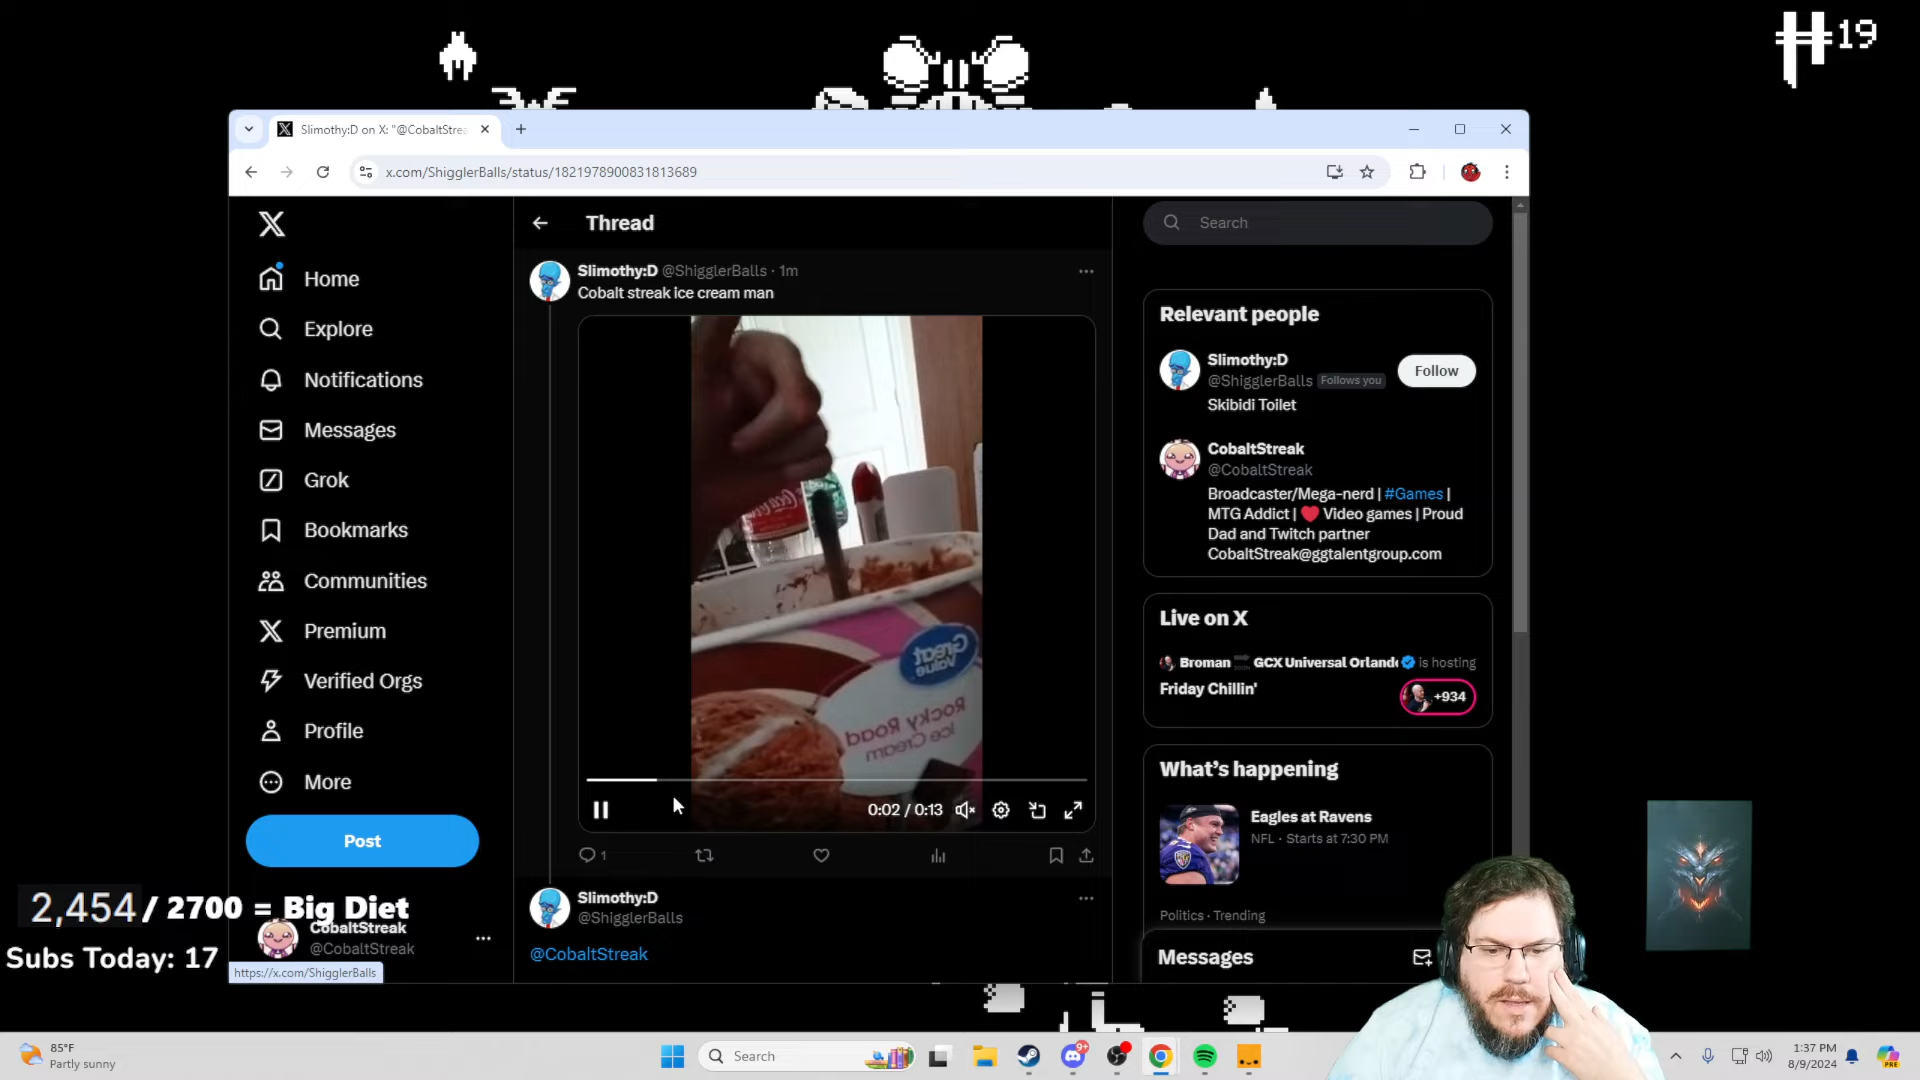 19
Slimothy:D on X: "@CobaltStrea
x.com/ShigglerBalls/status/1821978900831813689
Thread
Search
Home
Explore
Notifications
Messages
Grok
Bookmarks
Communities
Premium
Verified Orgs
Profile
More
Post
CobaltStreak
@CobaltStreak
https://x.com/ShigglerBalls
Slimothy:D @ShigglerBalls · 1m
Cobalt streak ice cream man
Coca-Cola
Great Value
Rocky Road
Ice Cream
0:02 / 0:13
1
Slimothy:D
@ShigglerBalls
@CobaltStreak
Relevant people
Slimothy:D
@ShigglerBalls Follows you
Follow
Skibidi Toilet
CobaltStreak
@CobaltStreak
Broadcaster/Mega-nerd | #Games |
MTG Addict | ❤️ Video games | Proud
Dad and Twitch partner
CobaltStreak@ggtalentgroup.com
Live on X
Broman GCX Universal Orlando is hosting
Friday Chillin'
+934
What's happening
Eagles at Ravens
NFL · Starts at 7:30 PM
Politics · Trending
Messages
2,454 / 2700 = Big Diet
Subs Today: 17
85°F
Partly sunny
Search
9+
1:37 PM
8/9/2024
PRE